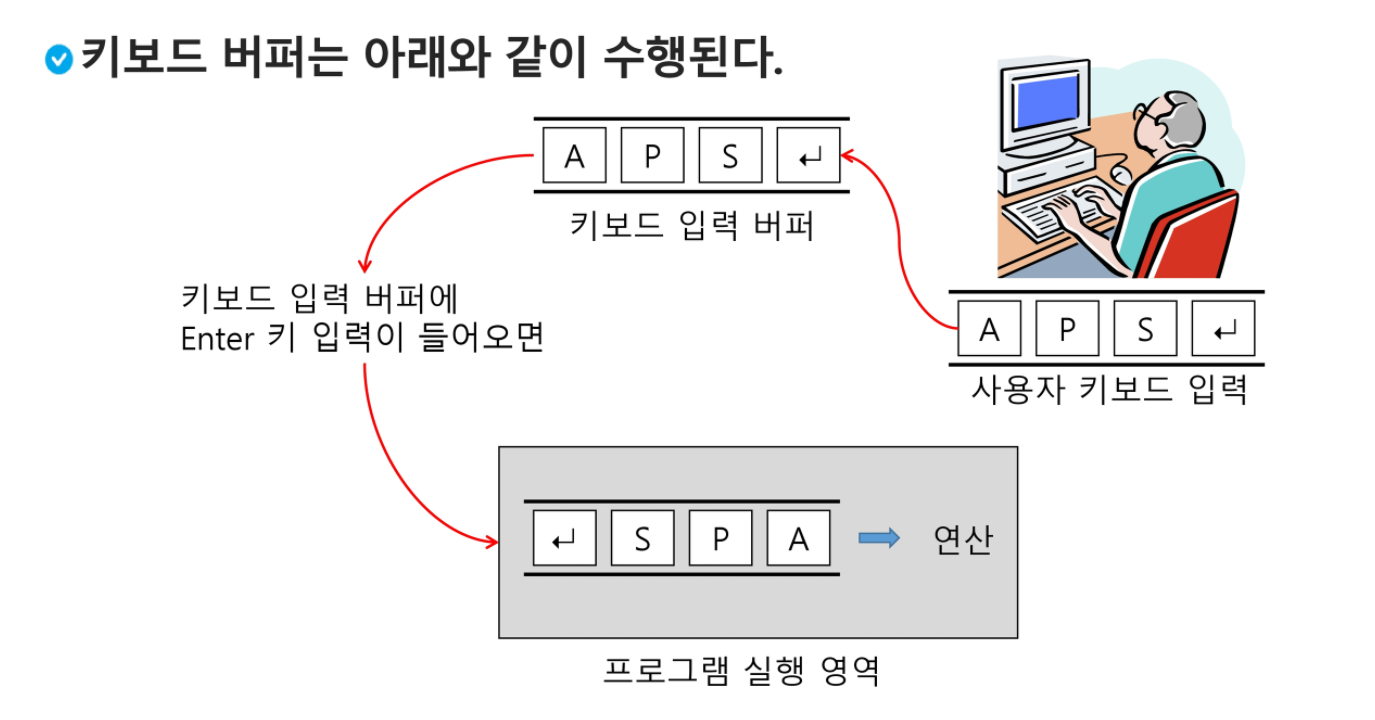 키보드 버퍼는 아래와 같이 수행된다.
A P S ↵
키보드 입력 버퍼
키보드 입력 버퍼에
Enter 키 입력이 들어오면
A P S ↵
사용자 키보드 입력
↵ S P A
연산
프로그램 실행 영역